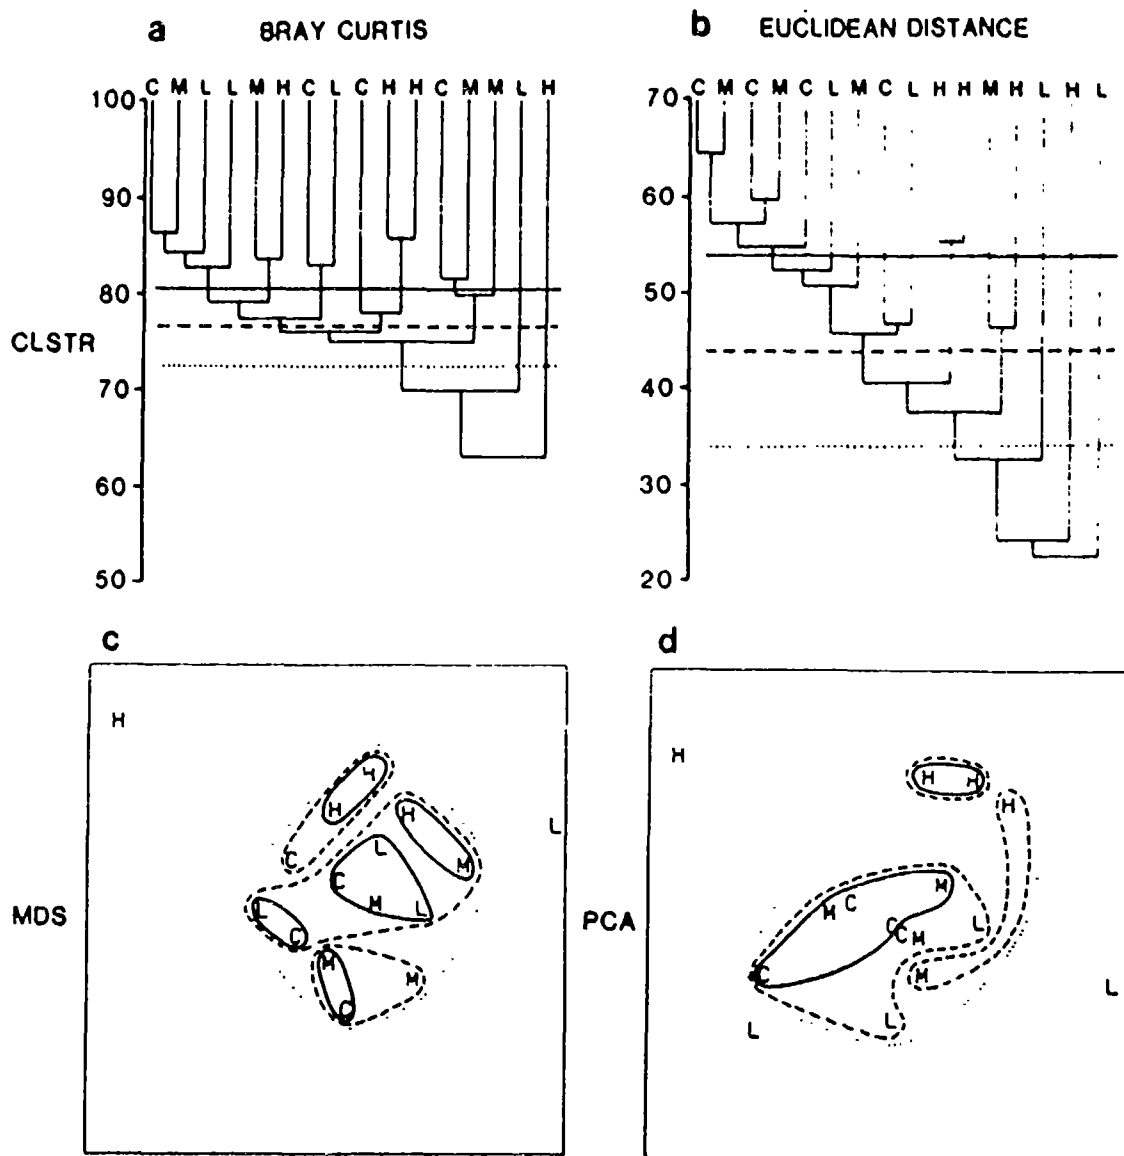 a BRAY CURTIS
b EUCLIDEAN DISTANCE
C M L L M H C L C H H C M M L H
100
90
80
70
60
50
CLSTR
C M C M C L M C L H H M H L H L
70
60
50
40
30
20
c
H
H
H H
L
L
C M
C
M L
L
C
M M
C
MDS
d
H
H H
H
M
M C
C L
C M
C M
L
L L
PCA